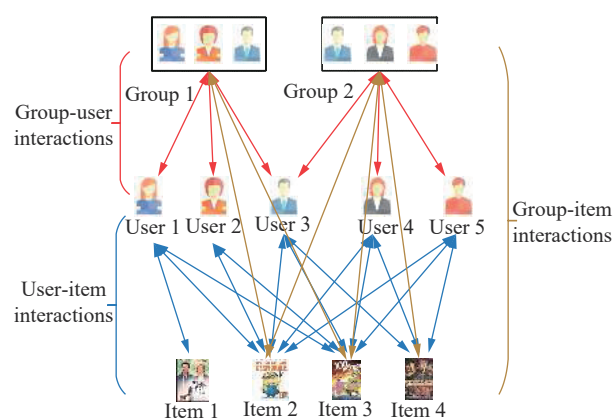 Group 1
Group 2
Group-user
interactions
User 1
User 2
User 3
User 4
User 5
Group-item
interactions
User-item
interactions
Item 1
Item 2
Item 3
Item 4